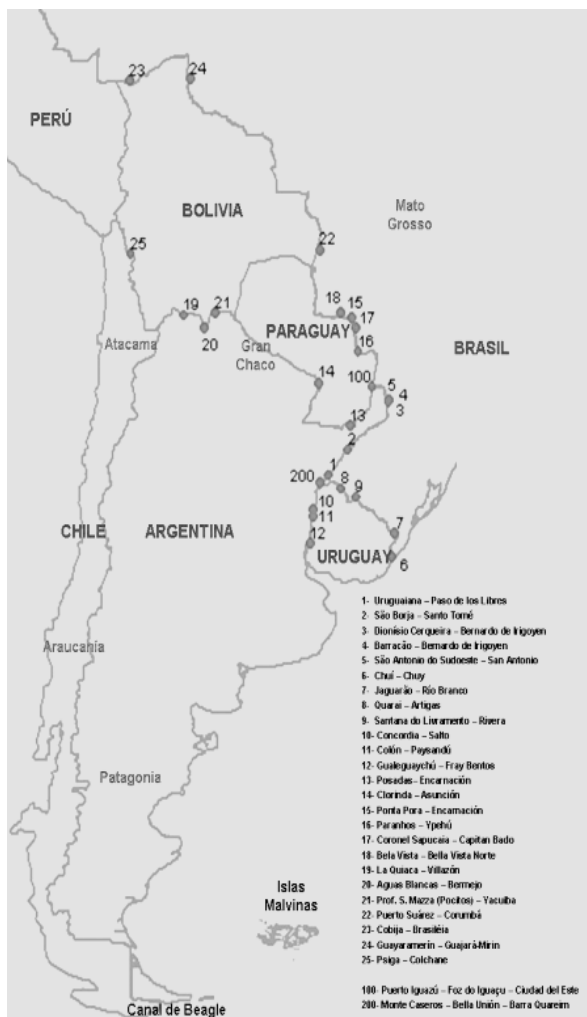 23
24
PERÚ
BOLIVIA
Mato
Grosso
22
25
19
21
18
15
17
PARAGUAY
20
Atacama
Gran
Chaco
16
BRASIL
14
100
5
4
3
13
2
1
200
8
9
10
11
CHILE
ARGENTINA
7
12
URUGUAY
6
Araucanía
Patagonia
Islas
Malvinas
Canal de Beagle
1- Uruguaiana – Paso de los Libres
2- São Borja – Santo Tomé
3- Dionísio Cerqueira – Bernardo de Irigoyen
4- Barracão – Bernardo de Irigoyen
5- São Antonio do Sudoeste – San Antonio
6- Chuí – Chuy
7- Jaguarão – Río Branco
8- Quarai – Artigas
9- Santana do Livramento – Rivera
10- Concordia – Salto
11- Colón – Paysandú
12- Gualeguaychú – Fray Bentos
13- Posadas – Encarnación
14- Clorinda – Asunción
15- Ponta Pora – Encarnación
16- Paranhos – Ypehú
17- Coronel Sapucaia – Capitan Bado
18- Bela Vista – Bella Vista Norte
19- La Quiaca – Villazón
20- Aguas Blancas – Bermejo
21- Prof. S. Mazza (Pocitos) – Yacuiba
22- Puerto Suárez – Corumbá
23- Cobija – Brasiléia
24- Guayaramerín – Guajará-Mirin
25- Psiga – Colchane
100- Puerto Iguazú – Foz do Iguaçu – Ciudad del Este
200- Monte Caseros – Bella Unión – Barra Quareim